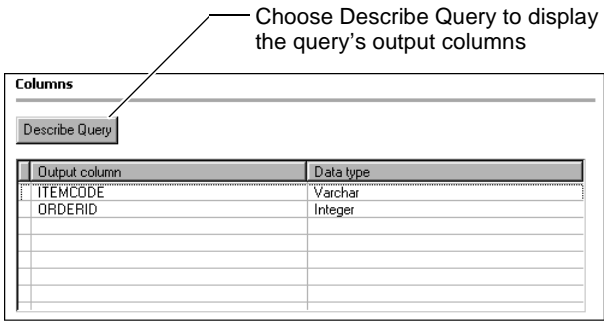 Choose Describe Query to display
the query's output columns
Columns
Describe Query
Output column Data type
ITEMCODE Varchar
ORDERID Integer